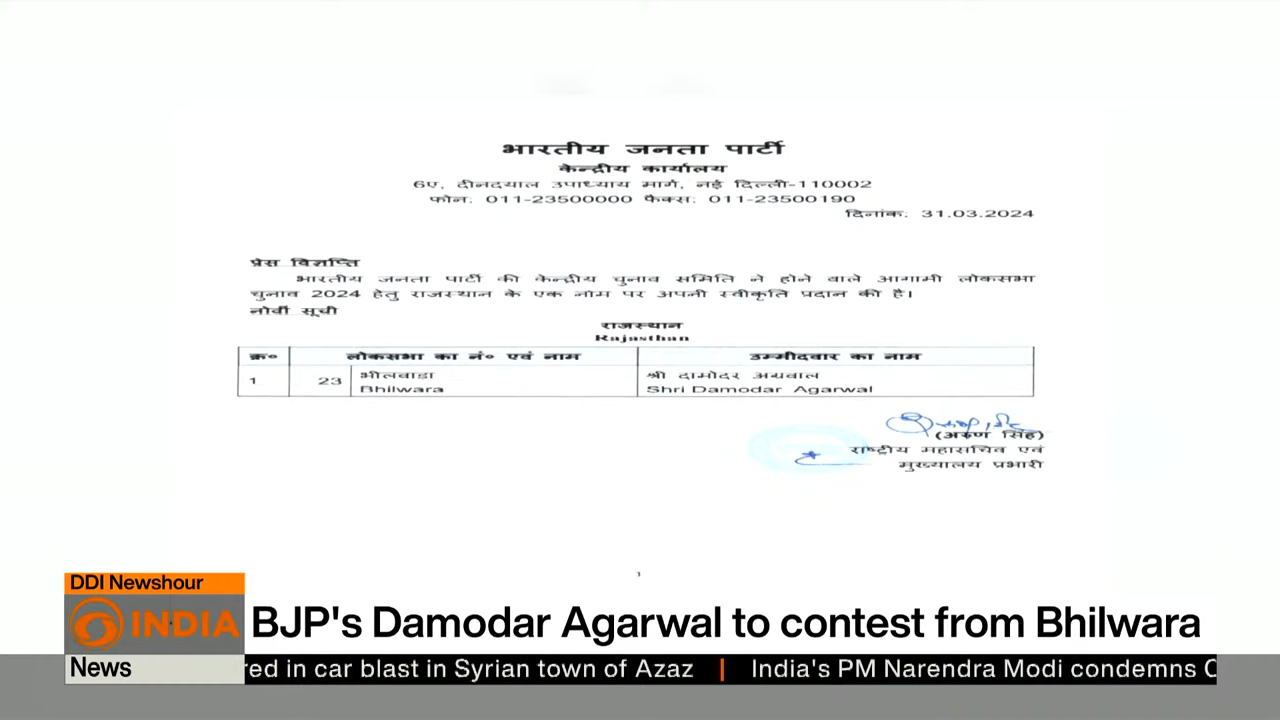 भारतीय जनता पार्टी
केन्द्रीय कार्यालय
6ए, दीनदयाल उपाध्याय मार्ग, नई दिल्ली-110002
फोन: 011-23500000 फैक्स: 011-23500190
दिनांक: 31.03.2024
प्रेस विज्ञप्ति
भारतीय जनता पार्टी की केन्द्रीय चुनाव समिति ने होने वाले आगामी लोकसभा
चुनाव 2024 हेतु राजस्थान के एक नाम पर अपनी स्वीकृति प्रदान की है।
नोवीं सूची
राजस्थान
Rajasthan
क्र० लोकसभा का नं० एवं नाम उम्मीदवार का नाम
1 23 भीलवाडा श्री दामोदर अग्रवाल
Bhilwara Shri Damodar Agarwal
(अरुण सिंह)
राष्ट्रीय महासचिव एवं
मुख्यालय प्रभारी
1
DDI Newshour
INDIA BJP's Damodar Agarwal to contest from Bhilwara
News red in car blast in Syrian town of Azaz | India's PM Narendra Modi condemns